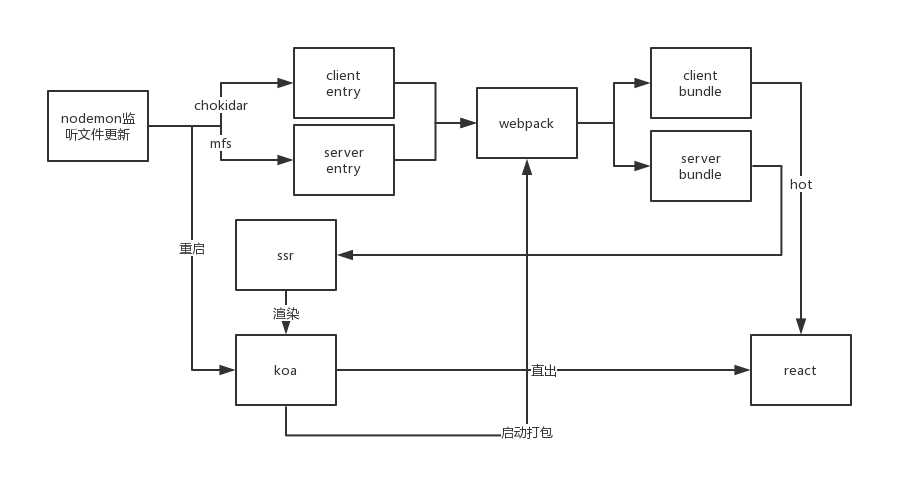 nodemon监
听文件更新
chokidar
mfs
client
entry
server
entry
webpack
client
bundle
server
bundle
hot
重启
ssr
渲染
koa
直出
react
启动打包